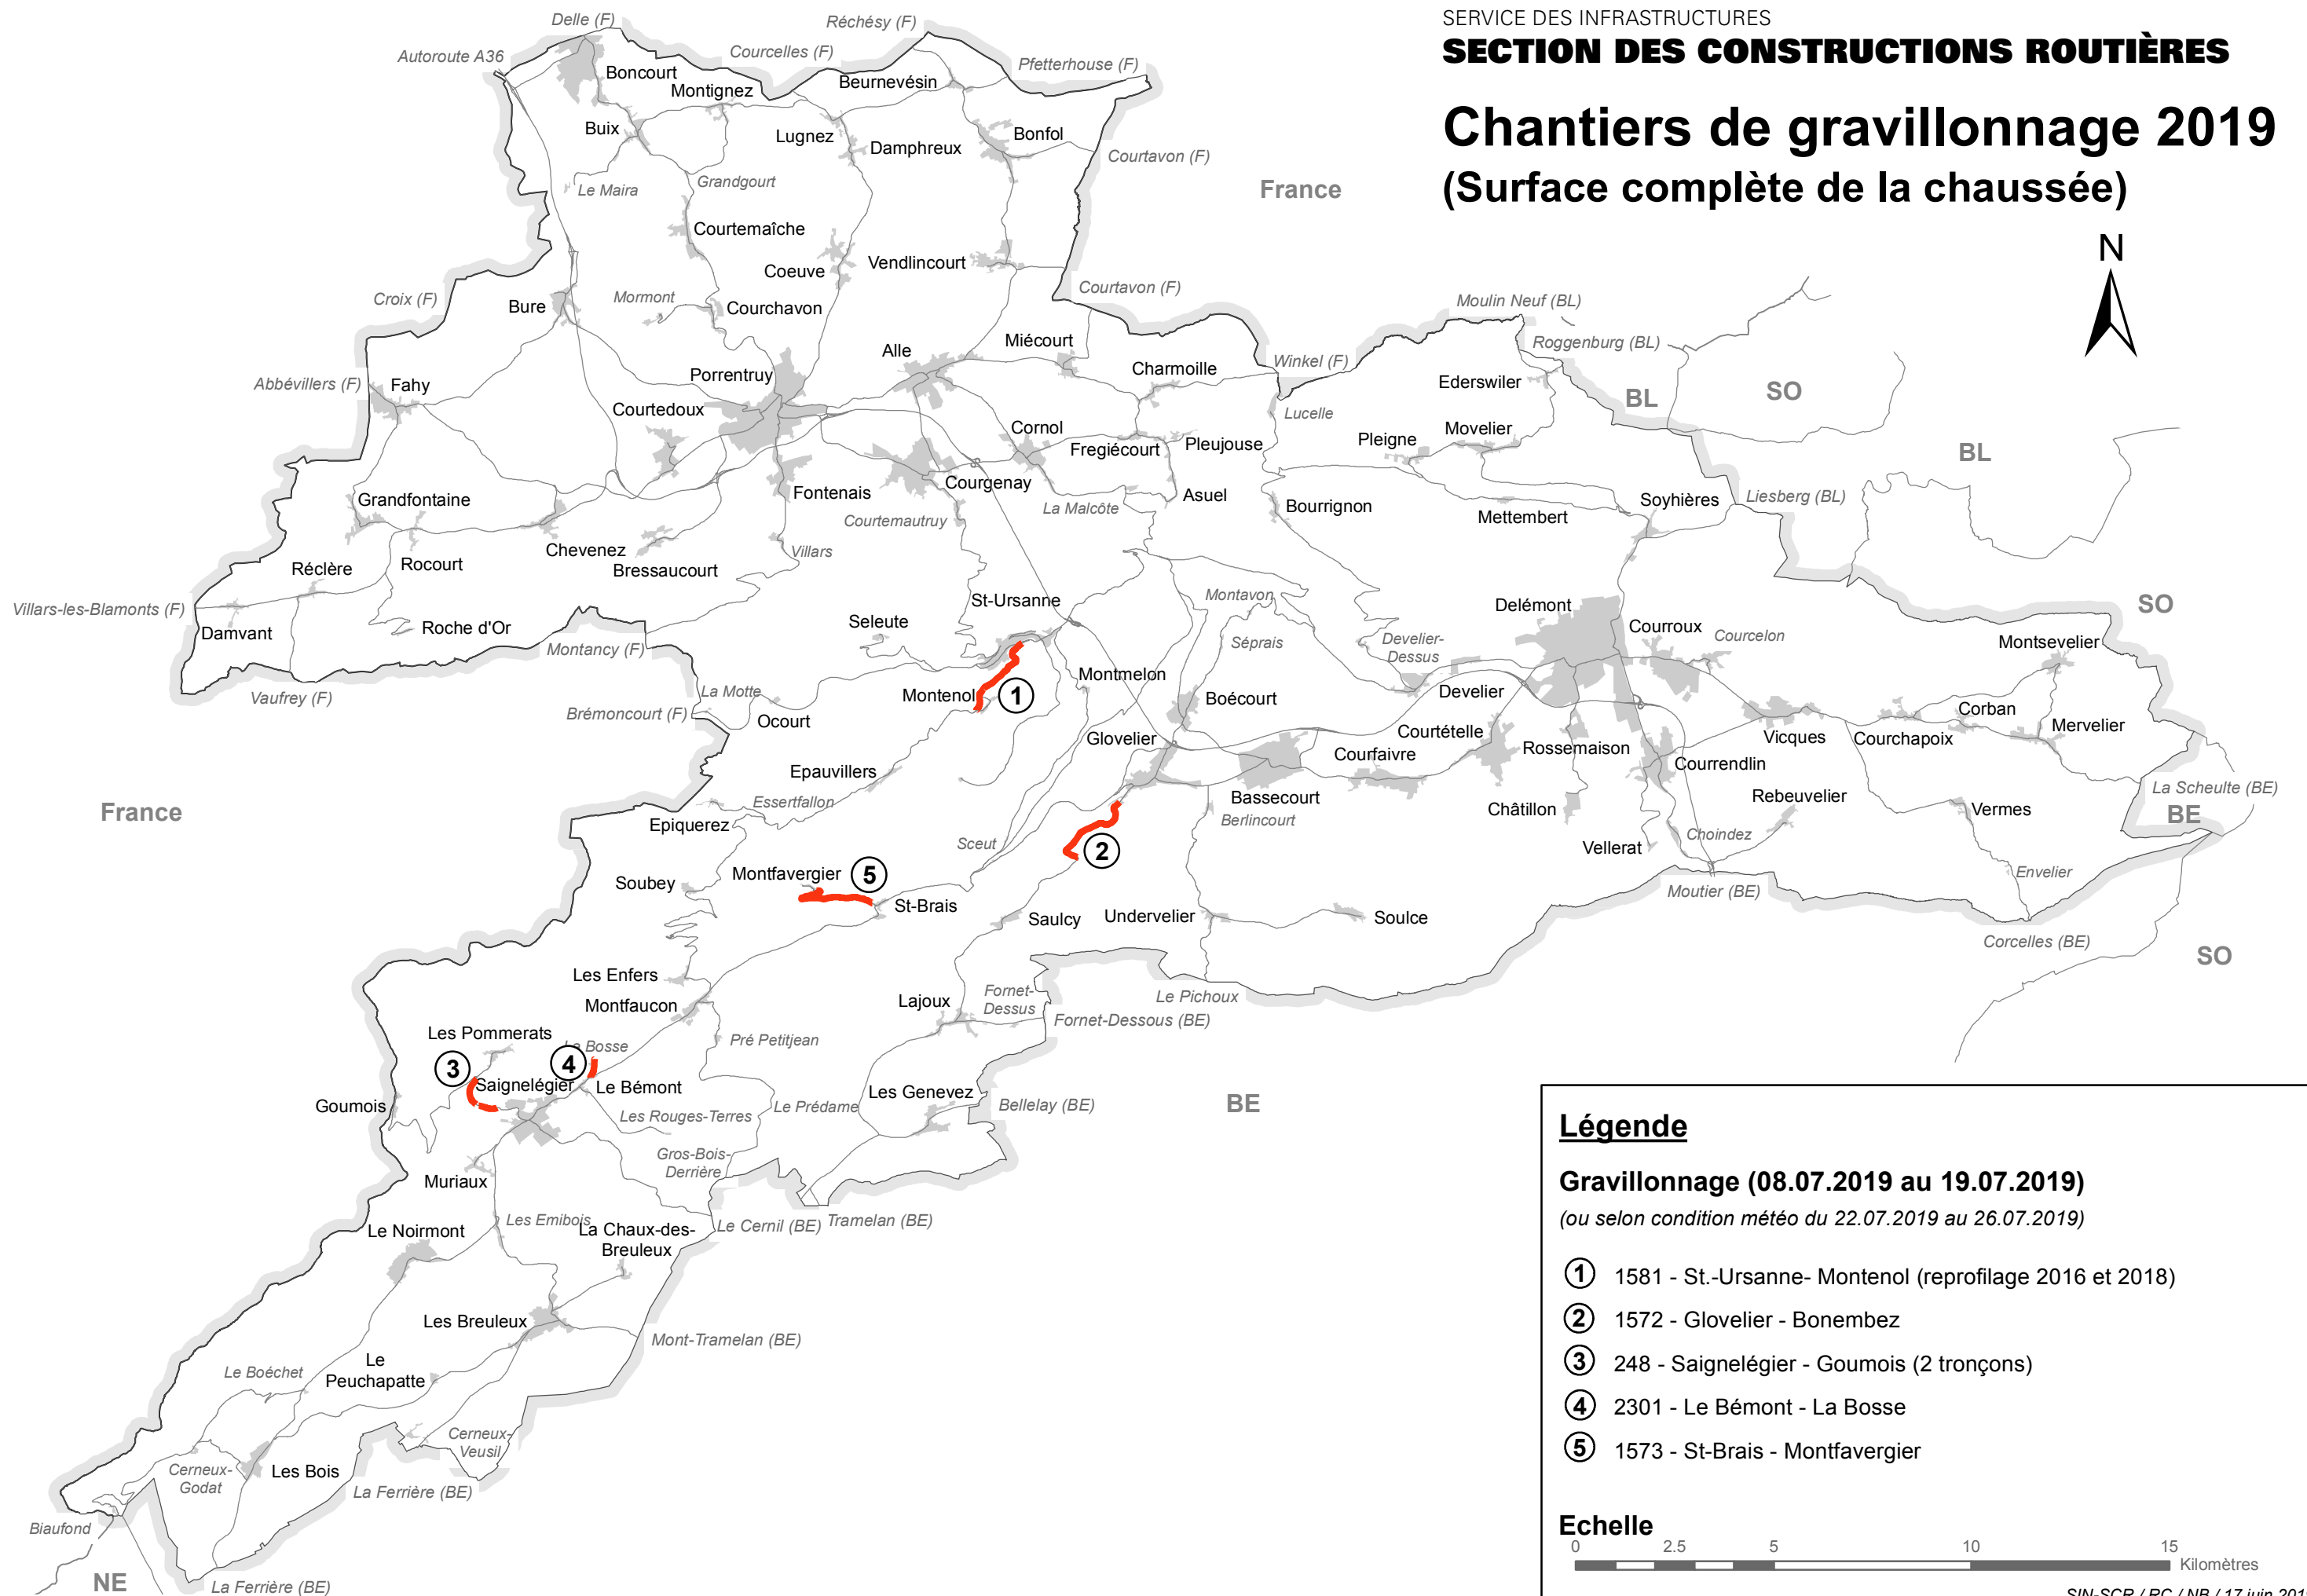 SERVICE DES INFRASTRUCTURES
SECTION DES CONSTRUCTIONS ROUTIÈRES
Chantiers de gravillonnage 2019
(Surface complète de la chaussée)
N
Delle (F)
Réchésy (F)
Autoroute A36
Courcelles (F)
Pfetterhouse (F)
Boncourt
Montignez
Beurnevésin
Buix
Lugnez
Damphreux
Bonfol
Courtavon (F)
Le Maira
Grandgourt
France
Courtemaîche
Coeuve
Vendlincourt
Courtavon (F)
Croix (F)
Bure
Mormont
Courchavon
Moulin Neuf (BL)
Roggenburg (BL)
Alle
Miécourt
Charmoille
Winkel (F)
Abbévillers (F)
Fahy
Porrentruy
Ederswiler
BL
SO
Courtedoux
Lucelle
Cornol
Fregiécourt
Pleujouse
Pleigne
Movelier
BL
Grandfontaine
Fontenais
Courgenay
Asuel
Bourrignon
Soyhières
Liesberg (BL)
Courtemautruy
La Malcôte
Mettembert
Chevenez
Villars
Rocourt
Bressaucourt
Réclère
Villars-les-Blamonts (F)
Damvant
Roche d'Or
Montancy (F)
Vaufrey (F)
Seleute
St-Ursanne
Montavon
Séprais
Delémont
SO
Develier-
Dessus
Courroux
Courcelon
Montsevelier
La Motte
Brémoncourt (F)
Ocourt
Montenol
1
Montmelon
Boécourt
Develier
Corban
Mervelier
Glovelier
Courtételle
Courfaivre
Rossemaison
Vicques
Courchapoix
Courrendlin
Epauvillers
Essertfallon
Bassecourt
Berlincourt
Châtillon
Rebeuvelier
Vermes
La Scheulte (BE)
BE
France
Epiquerez
Sceut
2
Choindez
Vellerat
Envelier
Soubey
Montfavergier
5
St-Brais
Saulcy
Undervelier
Soulce
Moutier (BE)
Corcelles (BE)
SO
Les Enfers
Montfaucon
Lajoux
Fornet-
Dessus
Le Pichoux
Fornet-Dessous (BE)
Les Pommerats
La Bosse
Pré Petitjean
3
4
Saignelégier
Le Bémont
Goumois
Les Rouges-Terres
Le Prédame
Les Genevez
Bellelay (BE)
BE
Gros-Bois-
Derrière
Muriaux
Le Noirmont
Les Emibois
La Chaux-des-
Breuleux
Le Cernil (BE)
Tramelan (BE)
Les Breuleux
Mont-Tramelan (BE)
Le Boéchet
Le
Peuchapatte
Cerneux-
Veusil
Cerneux-
Godat
Les Bois
La Ferrière (BE)
Biaufond
NE
La Ferrière (BE)
Légende
Gravillonnage (08.07.2019 au 19.07.2019)
(ou selon condition météo du 22.07.2019 au 26.07.2019)
1 1581 - St.-Ursanne- Montenol (reprofilage 2016 et 2018)
2 1572 - Glovelier - Bonembez
3 248 - Saignelégier - Goumois (2 tronçons)
4 2301 - Le Bémont - La Bosse
5 1573 - St-Brais - Montfavergier
Echelle
0 2.5 5 10 15
Kilomètres
SIN-SCR / RC / NB / 17 juin